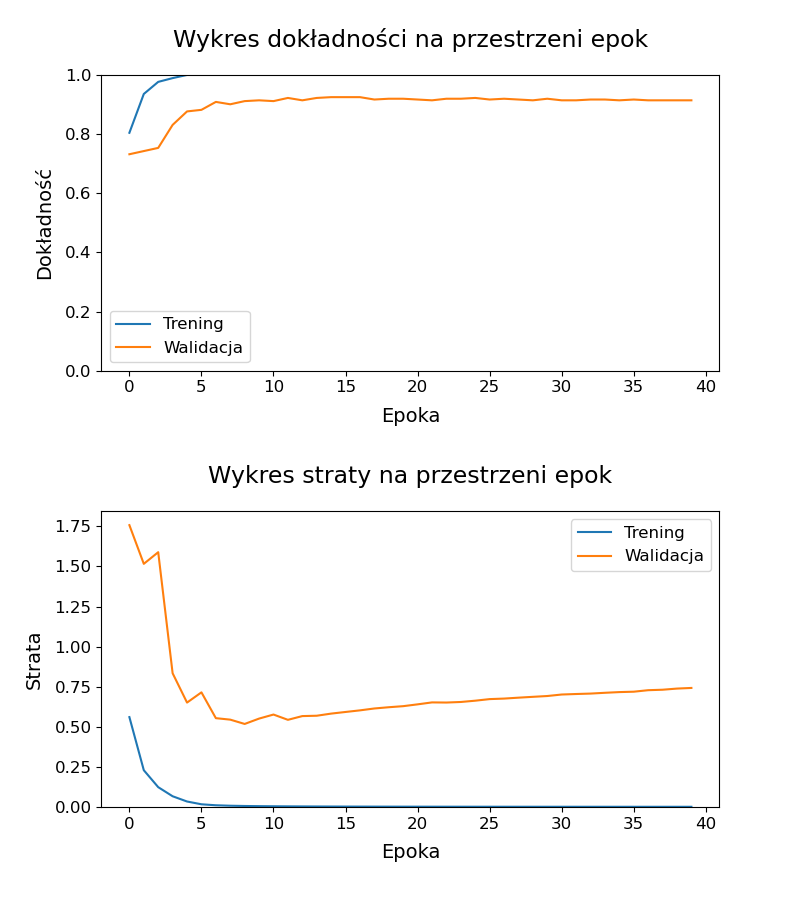 Wykres dokładności na przestrzeni epok
1.0
0.8
0.6
0.4
0.2
0.0
Dokładność
Trening
Walidacja
0 5 10 15 20 25 30 35 40
Epoka
Wykres straty na przestrzeni epok
1.75
1.50
1.25
1.00
0.75
0.50
0.25
0.00
Strata
Trening
Walidacja
0 5 10 15 20 25 30 35 40
Epoka